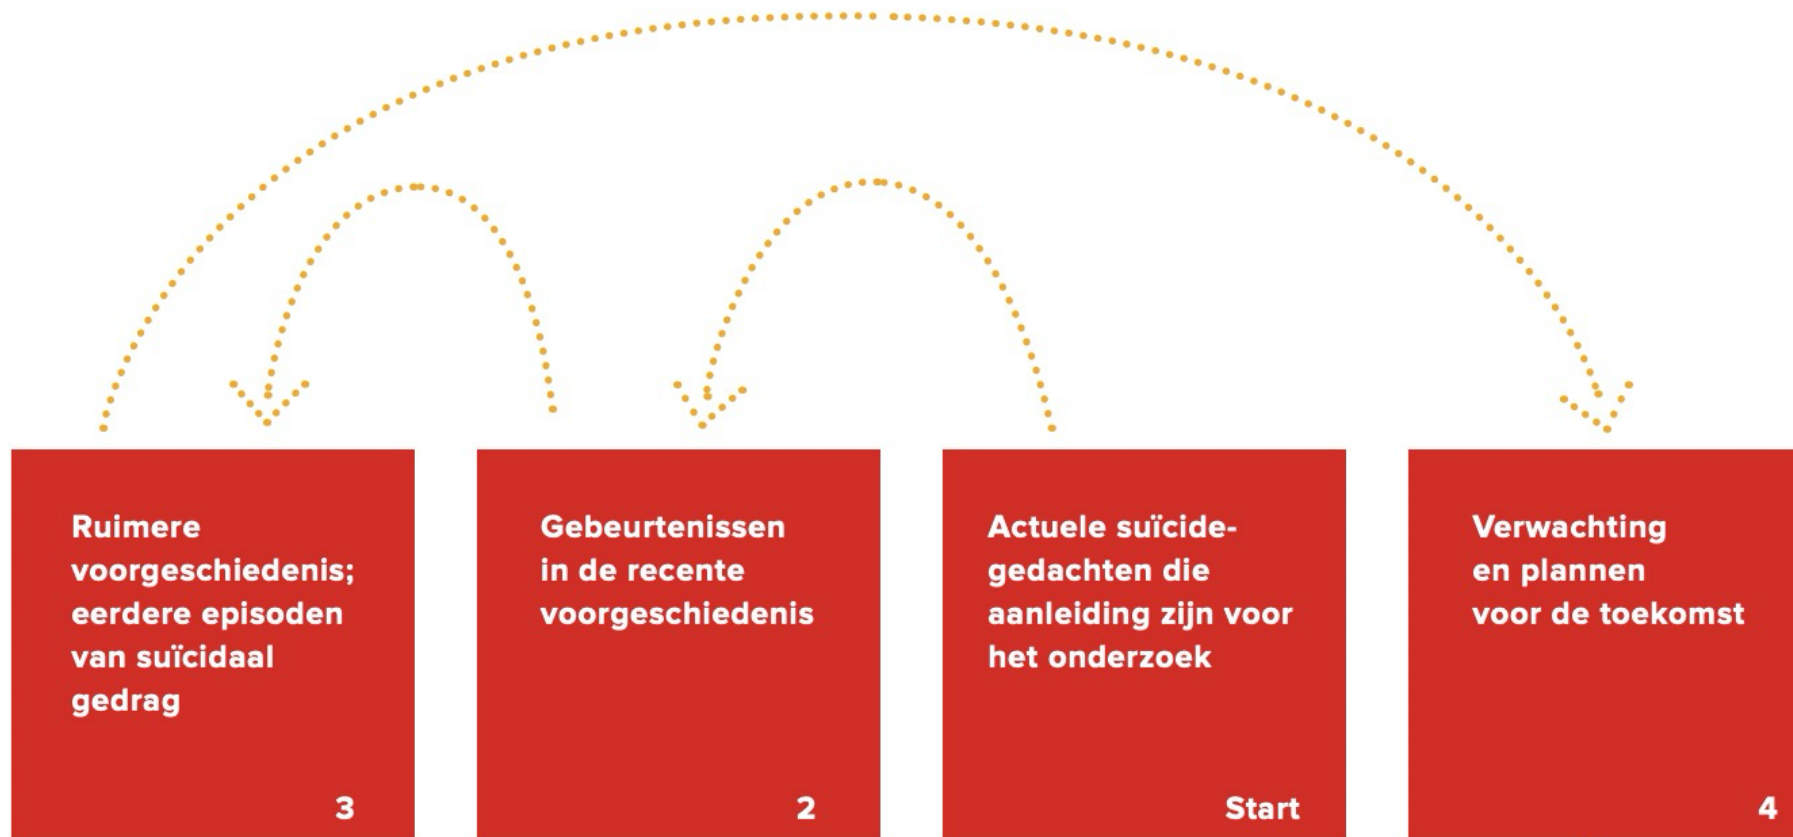 Ruimere
voorgeschiedenis;
eerdere episoden
van suïcidaal
gedrag
3
Gebeurtenissen
in de recente
voorgeschiedenis
2
Actuele suïcide-
gedachten die
aanleiding zijn voor
het onderzoek
Start
Verwachting
en plannen
voor de toekomst
4